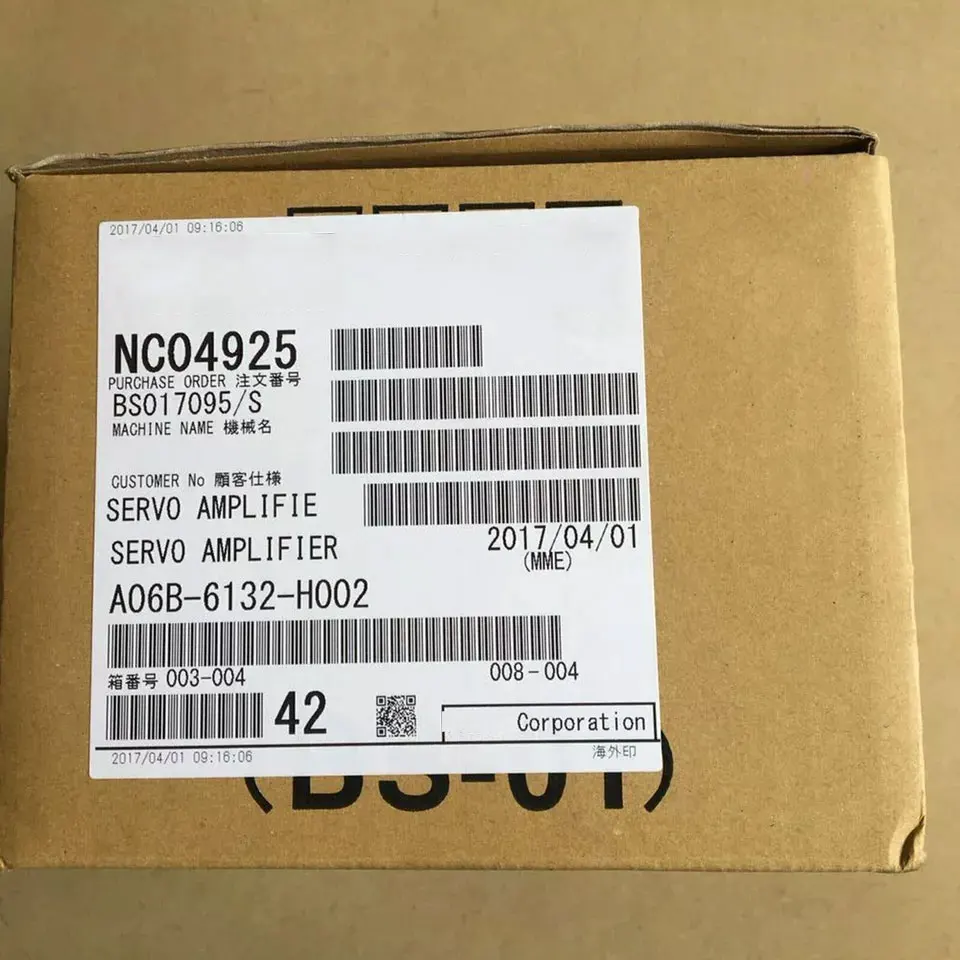 2017/04/01 09:16:06
NC04925
PURCHASE ORDER 注文番号
BS017095/S
MACHINE NAME 機械名
CUSTOMER No 顧客仕様
SERVO AMPLIFIE
SERVO AMPLIFIER
2017/04/01
(MME)
A06B-6132-H002
箱番号 003-004
008-004
42
Corporation
2017/04/01 09:16:06
海外印
(BS-01)